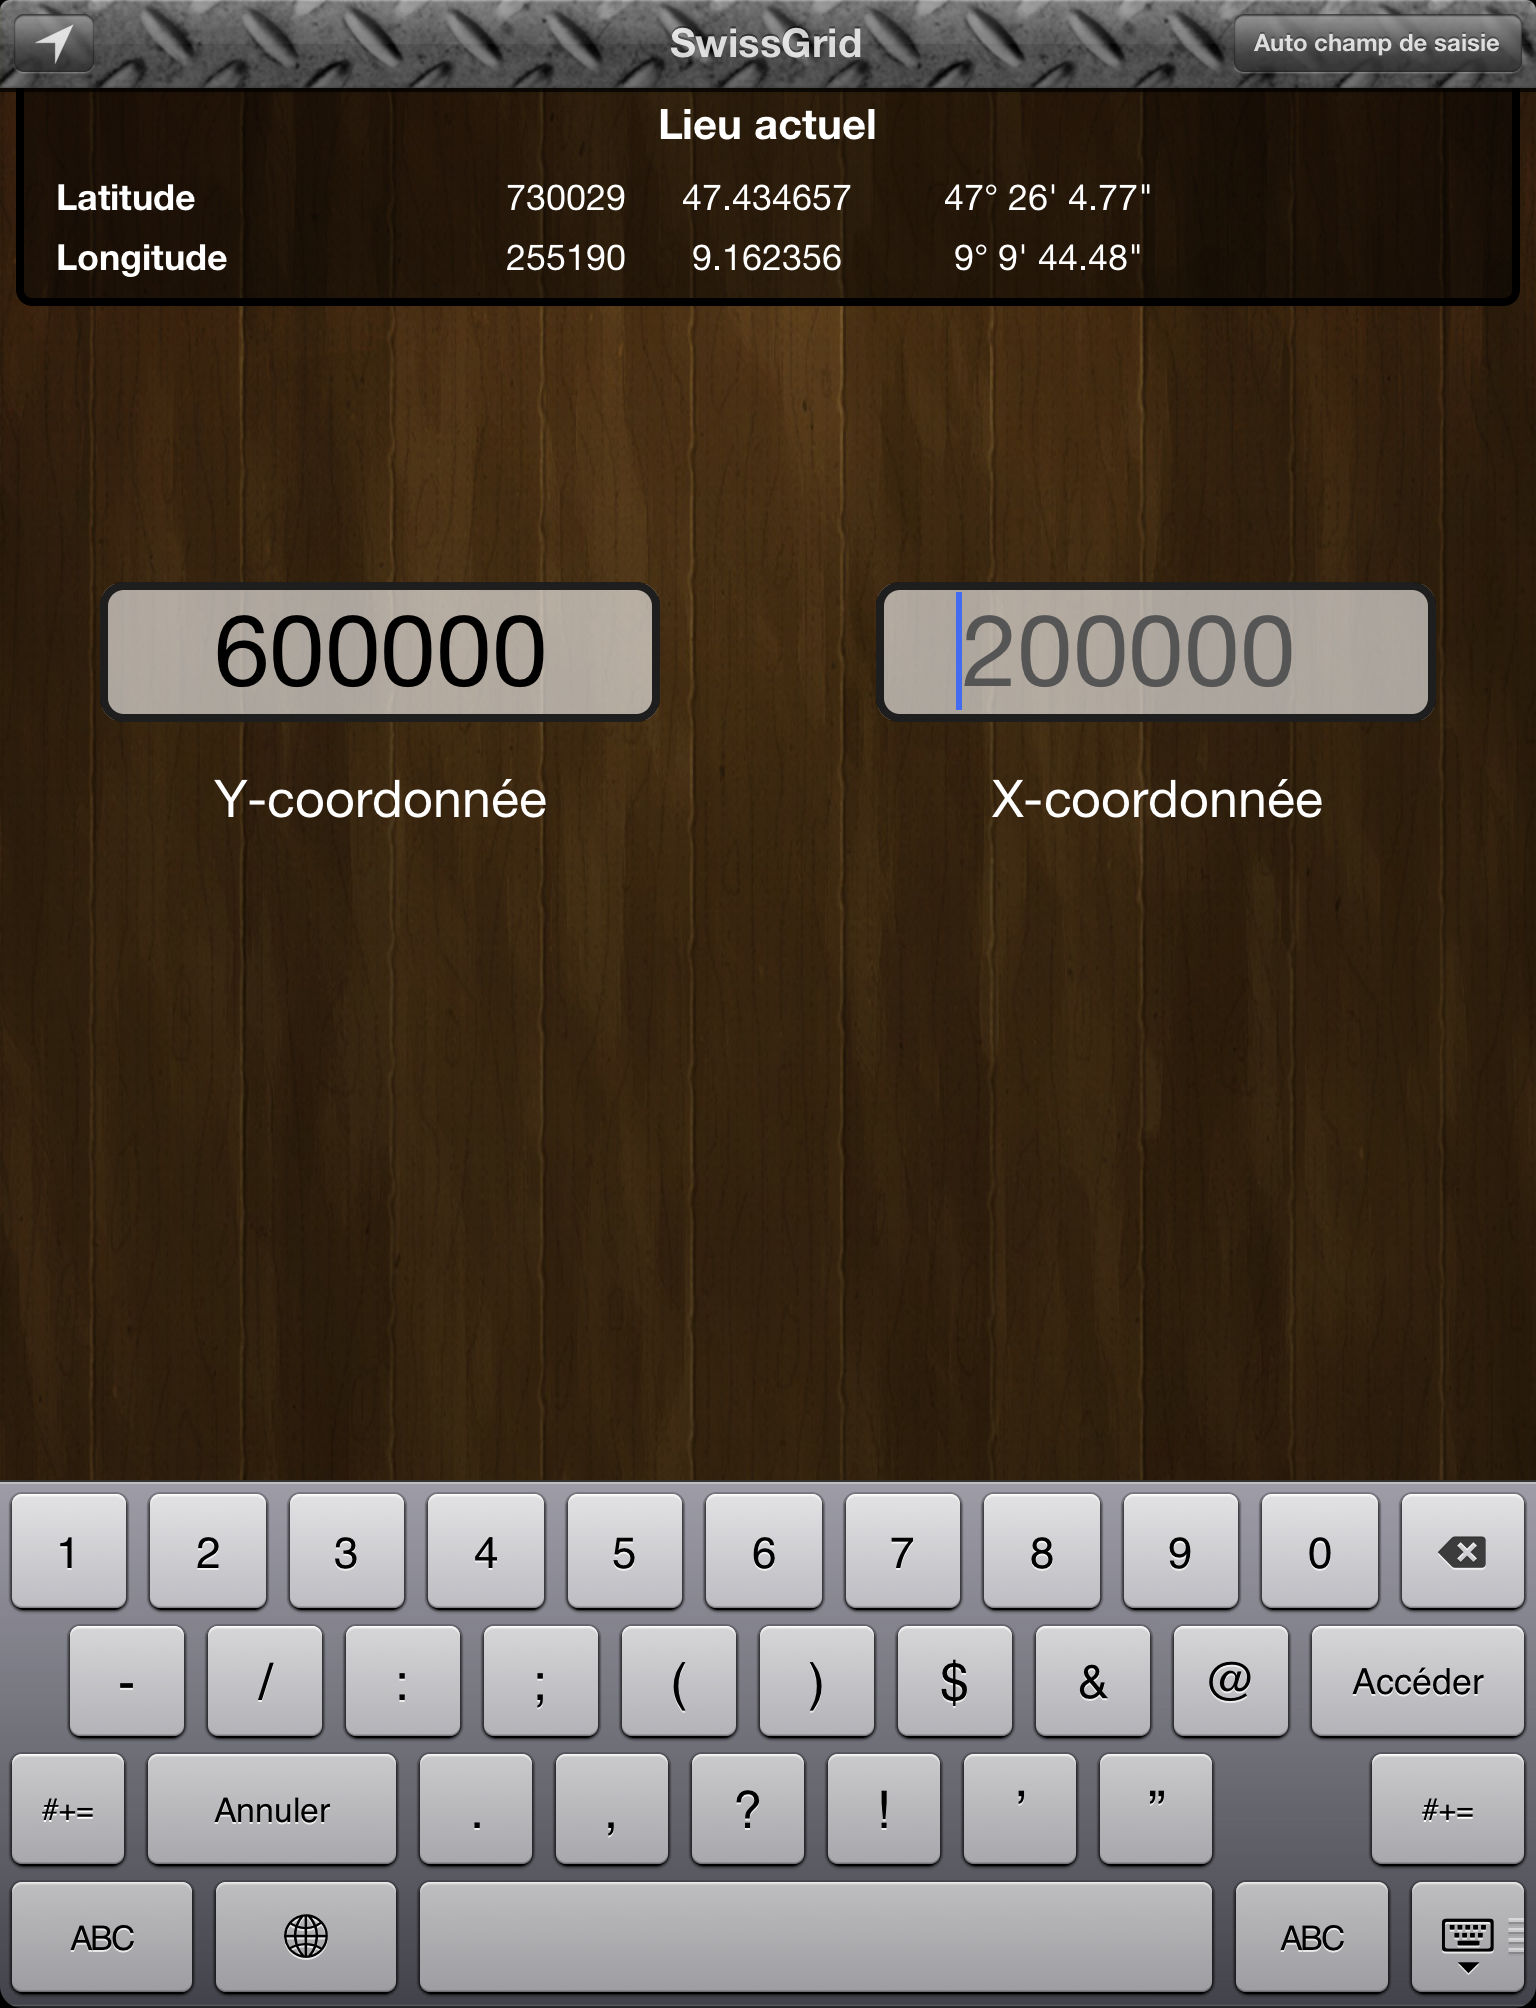 SwissGrid
Auto champ de saisie
Lieu actuel
Latitude 730029 47.434657 47° 26' 4.77"
Longitude 255190 9.162356 9° 9' 44.48"
600000 200000
Y-coordonnée X-coordonnée
1 2 3 4 5 6 7 8 9 0
- / : ; ( ) $ & @ Accéder
#+= Annuler . , ? ! ’ ” #+=
ABC ABC